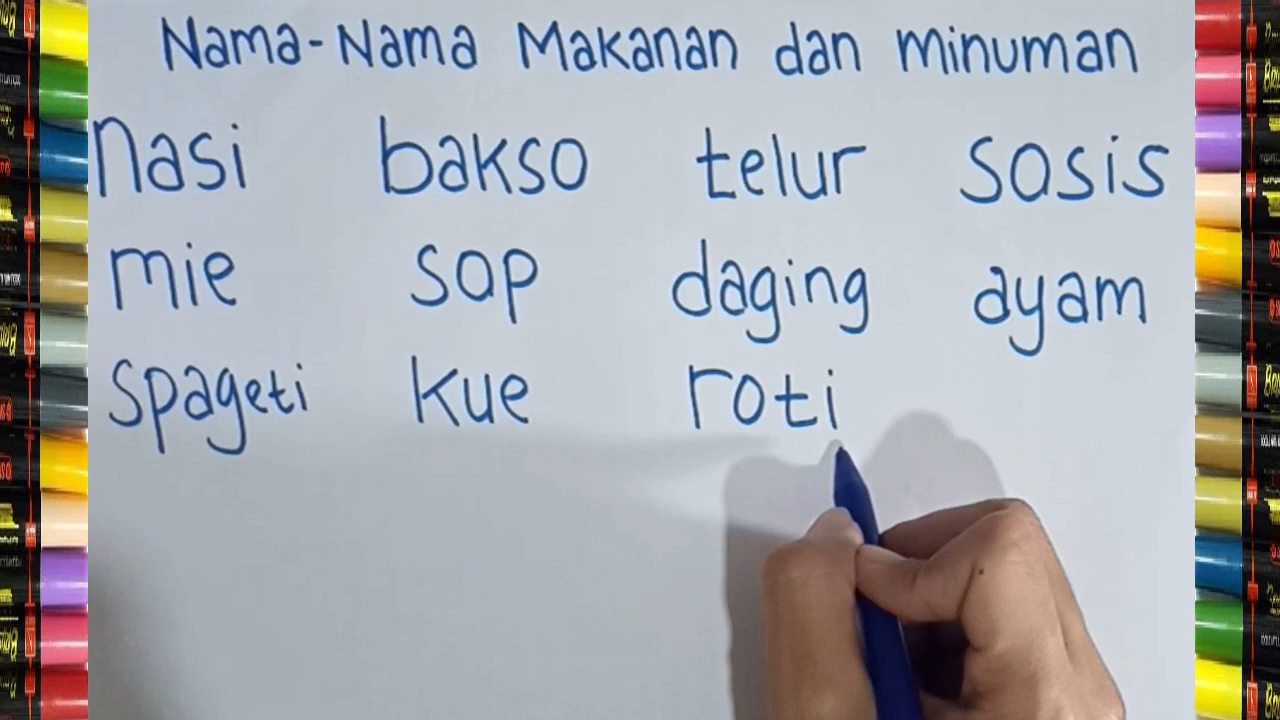 Nama-Nama Makanan dan minuman
nasi bakso telur sosis
mie sop daging ayam
spageti kue roti